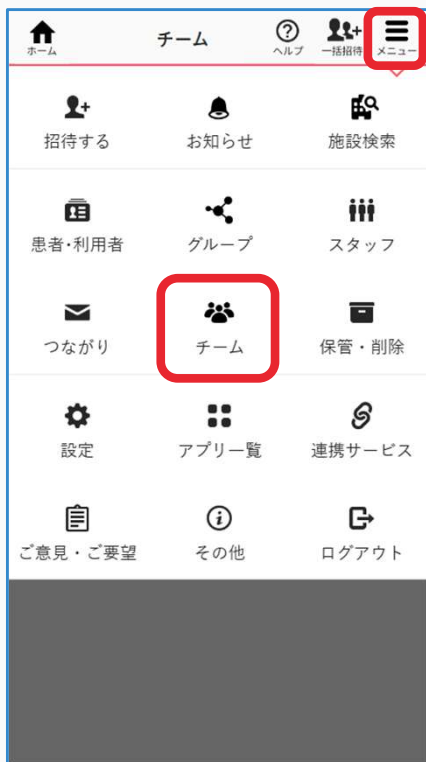 ホーム チーム ヘルプ 一括招待 メニュー
招待する お知らせ 施設検索
患者・利用者 グループ スタッフ
つながり チーム 保管・削除
設定 アプリ一覧 連携サービス
ご意見・ご要望 その他 ログアウト